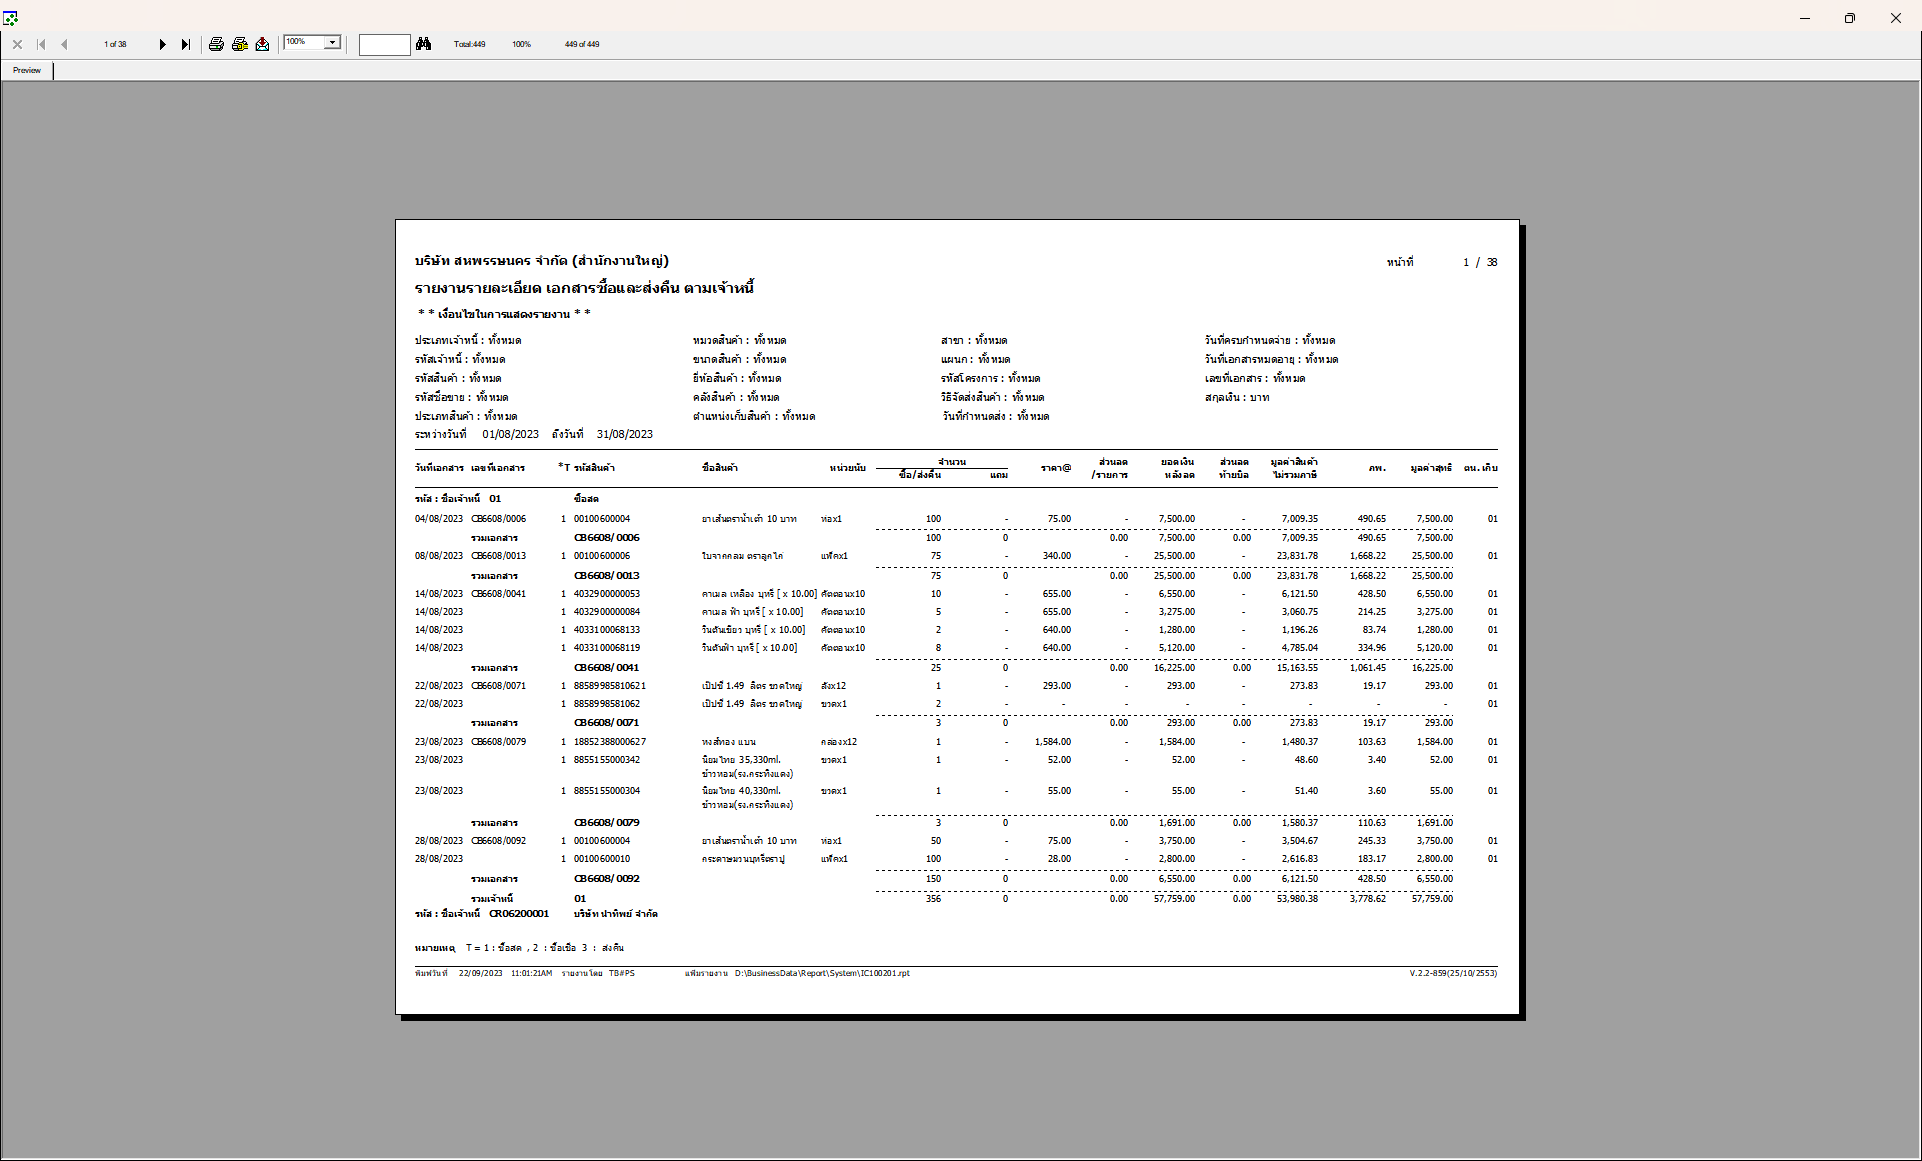 1 of 38 100% Total:449 100% 449 of 449
Preview
บริษัท สหพรรษนคร จำกัด (สำนักงานใหญ่) หน้าที่ 1 / 38
รายงานรายละเอียด เอกสารซื้อและส่งคืน ตามเจ้าหนี้
* * เงื่อนไขในการแสดงรายงาน * *
ประเภทเจ้าหนี้ : ทั้งหมด หมวดสินค้า : ทั้งหมด สาขา : ทั้งหมด วันที่ครบกำหนดจ่าย : ทั้งหมด
รหัสเจ้าหนี้ : ทั้งหมด ขนาดสินค้า : ทั้งหมด แผนก : ทั้งหมด วันที่เอกสารหมดอายุ : ทั้งหมด
รหัสสินค้า : ทั้งหมด ยี่ห้อสินค้า : ทั้งหมด รหัสโครงการ : ทั้งหมด เลขที่เอกสาร : ทั้งหมด
รหัสซื้อขาย : ทั้งหมด คลังสินค้า : ทั้งหมด วิธีจัดส่งสินค้า : ทั้งหมด สกุลเงิน : บาท
ประเภทสินค้า : ทั้งหมด ตำแหน่งเก็บสินค้า : ทั้งหมด วันที่กำหนดส่ง : ทั้งหมด
ระหว่างวันที่ 01/08/2023 ถึงวันที่ 31/08/2023
จำนวน ส่วนลด ยอดเงิน ส่วนลด มูลค่าสินค้า
วันที่เอกสาร เลขที่เอกสาร *T รหัสสินค้า ชื่อสินค้า หน่วยนับ ราคา@ ภพ. มูลค่าสุทธิ ตน.เก็บ
ซื้อ/ส่งคืน แถม /รายการ หลังลด ท้ายบิล ไม่รวมภาษี
รหัส : ชื่อเจ้าหนี้ 01 ซื้อสด
04/08/2023 CB6608/0006 1 00100600004 ยาเส้นตราน้ำเต้า 10 บาท ห่อx1 100 - 75.00 - 7,500.00 - 7,009.35 490.65 7,500.00 01
รวมเอกสาร CB6608/0006 100 0 0.00 7,500.00 0.00 7,009.35 490.65 7,500.00
08/08/2023 CB6608/0013 1 00100600006 ใบจากกลม ตราลูกไก่ แพ็คx1 75 - 340.00 - 25,500.00 - 23,831.78 1,668.22 25,500.00 01
รวมเอกสาร CB6608/0013 75 0 0.00 25,500.00 0.00 23,831.78 1,668.22 25,500.00
14/08/2023 CB6608/0041 1 4032900000053 คาเมล เหลือง บุหรี่ [ x 10.00] คัตตอนx10 10 - 655.00 - 6,550.00 - 6,121.50 428.50 6,550.00 01
14/08/2023 1 4032900000084 คาเมล ฟ้า บุหรี่ [ x 10.00] คัตตอนx10 5 - 655.00 - 3,275.00 - 3,060.75 214.25 3,275.00 01
14/08/2023 1 4033100068133 วินตันเขียว บุหรี่ [ x 10.00] คัตตอนx10 2 - 640.00 - 1,280.00 - 1,196.26 83.74 1,280.00 01
14/08/2023 1 4033100068119 วินตันฟ้า บุหรี่ [ x 10.00] คัตตอนx10 8 - 640.00 - 5,120.00 - 4,785.04 334.96 5,120.00 01
รวมเอกสาร CB6608/0041 25 0 0.00 16,225.00 0.00 15,163.55 1,061.45 16,225.00
22/08/2023 CB6608/0071 1 88589985810621 เป๊ปซี่ 1.49 ลิตร ขวดใหญ่ ลังx12 1 - 293.00 - 293.00 - 273.83 19.17 293.00 01
22/08/2023 1 8858998581062 เป๊ปซี่ 1.49 ลิตร ขวดใหญ่ ขวดx1 2 - - - - - - - - 01
รวมเอกสาร CB6608/0071 3 0 0.00 293.00 0.00 273.83 19.17 293.00
23/08/2023 CB6608/0079 1 18852388000627 หงส์ทอง แบน กล่องx12 1 - 1,584.00 - 1,584.00 - 1,480.37 103.63 1,584.00 01
23/08/2023 1 8855155000342 นิยมไทย 35,330ml. ขวดx1 1 - 52.00 - 52.00 - 48.60 3.40 52.00 01
ข้าวหอม(รง.กระทิงแดง)
23/08/2023 1 8855155000304 นิยมไทย 40,330ml. ขวดx1 1 - 55.00 - 55.00 - 51.40 3.60 55.00 01
ข้าวหอม(รง.กระทิงแดง)
รวมเอกสาร CB6608/0079 3 0 0.00 1,691.00 0.00 1,580.37 110.63 1,691.00
28/08/2023 CB6608/0092 1 00100600004 ยาเส้นตราน้ำเต้า 10 บาท ห่อx1 50 - 75.00 - 3,750.00 - 3,504.67 245.33 3,750.00 01
28/08/2023 1 00100600010 กระดาษมวนบุหรี่ตราปู แพ็คx1 100 - 28.00 - 2,800.00 - 2,616.83 183.17 2,800.00 01
รวมเอกสาร CB6608/0092 150 0 0.00 6,550.00 0.00 6,121.50 428.50 6,550.00
รวมเจ้าหนี้ 01 356 0 0.00 57,759.00 0.00 53,980.38 3,778.62 57,759.00
รหัส : ชื่อเจ้าหนี้ CR06200001 บริษัท นำทิพย์ จำกัด
หมายเหตุ T = 1 : ซื้อสด , 2 : ซื้อเชื่อ 3 : ส่งคืน
พิมพ์วันที่ 22/09/2023 11:01:21AM รายงานโดย TB#PS แฟ้มรายงาน D:\BusinessData\Report\System\IC100201.rpt V.2.2-859(25/10/2553)